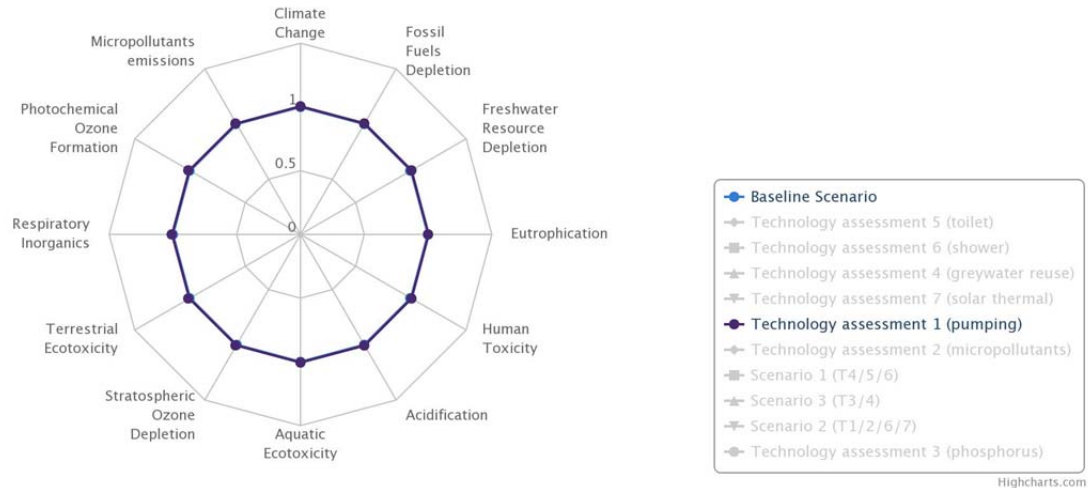 Climate
Change
Fossil
Fuels
Depletion
Freshwater
Resource
Depletion
Eutrophication
Human
Toxicity
Acidification
Aquatic
Ecotoxicity
Stratospheric
Ozone
Depletion
Terrestrial
Ecotoxicity
Respiratory
Inorganics
Photochemical
Ozone
Formation
Micropollutants
emissions
1
0.5
0
Baseline Scenario
Technology assessment 5 (toilet)
Technology assessment 6 (shower)
Technology assessment 4 (greywater reuse)
Technology assessment 7 (solar thermal)
Technology assessment 1 (pumping)
Technology assessment 2 (micropollutants)
Scenario 1 (T4/5/6)
Scenario 3 (T3/4)
Scenario 2 (T1/2/6/7)
Technology assessment 3 (phosphorus)
Highcharts.com